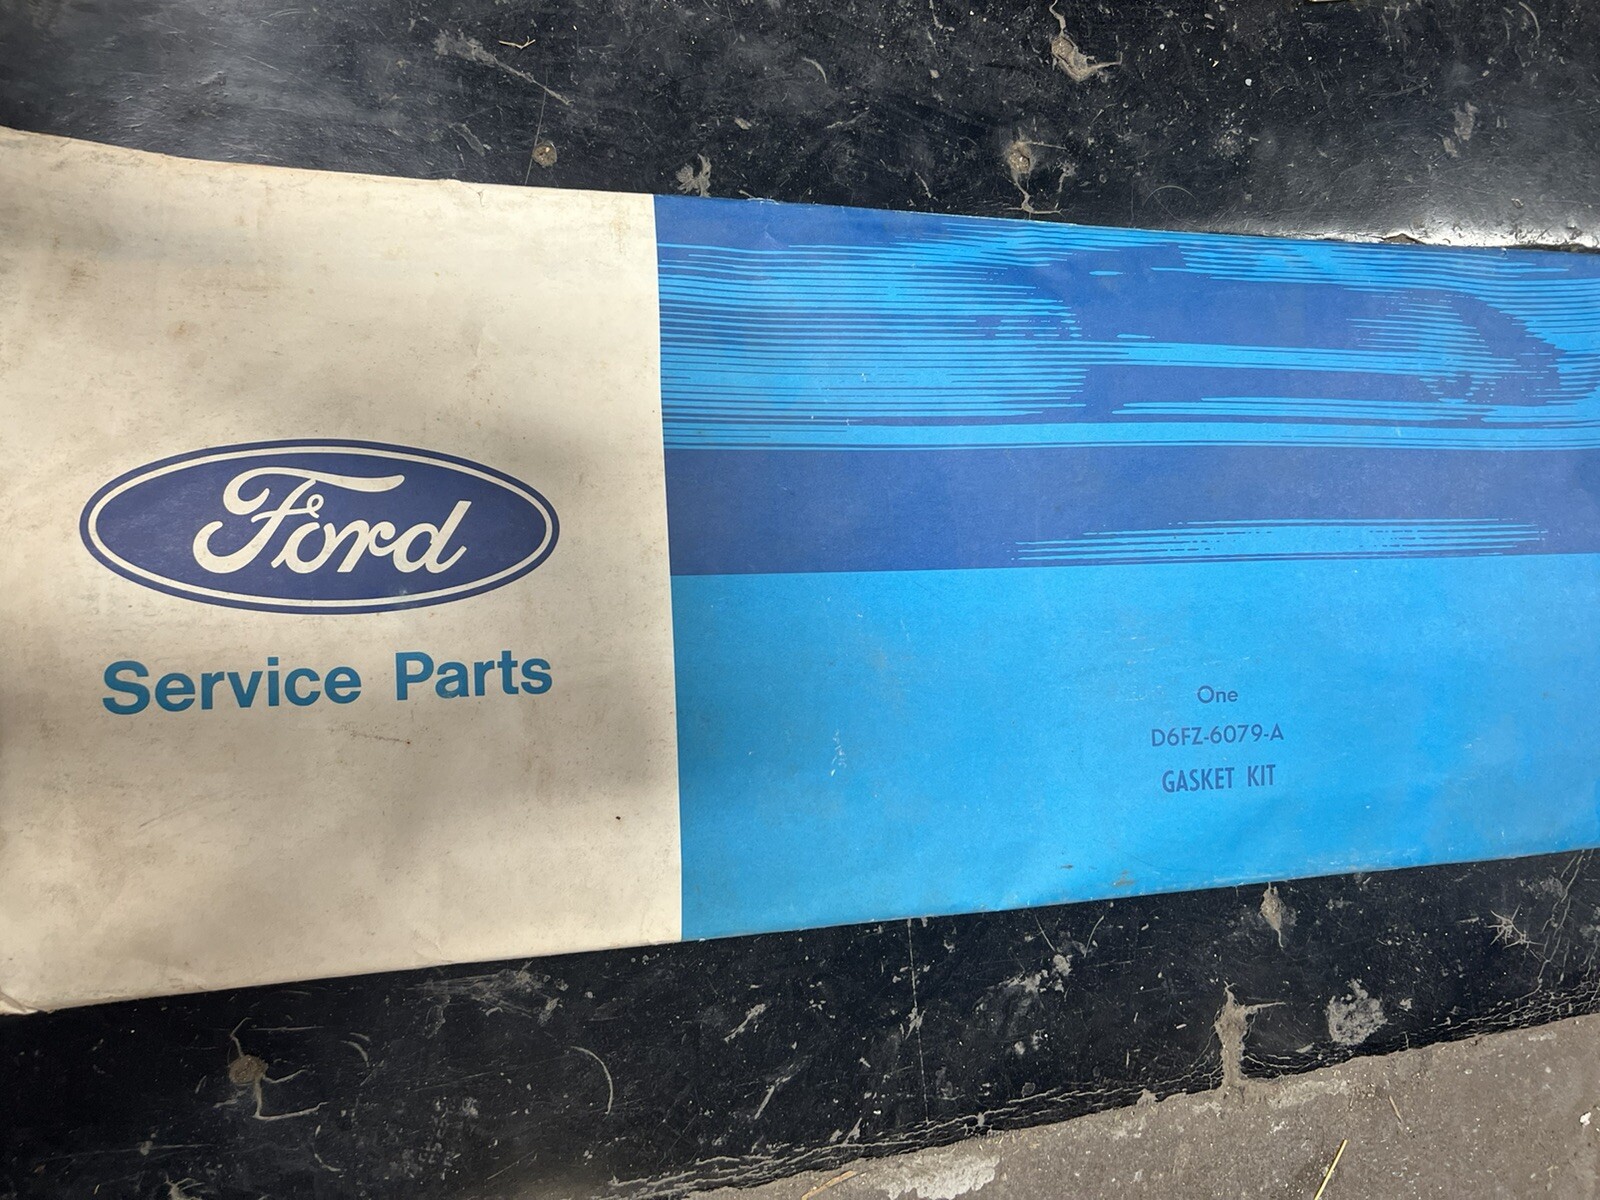 Ford
Service Parts
One
D6FZ-6079-A
GASKET KIT